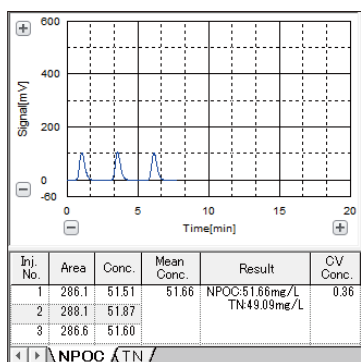 600
400
200
0
-60
Signal[mV]
0 5 10 15 20
Time[min]
Inj. No. Area Conc. Mean Conc. Result CV Conc.
1 286.1 51.51 51.66 NPOC:51.66mg/L 0.36
TN:49.09mg/L
2 288.1 51.87
3 286.6 51.60
NPOC TN